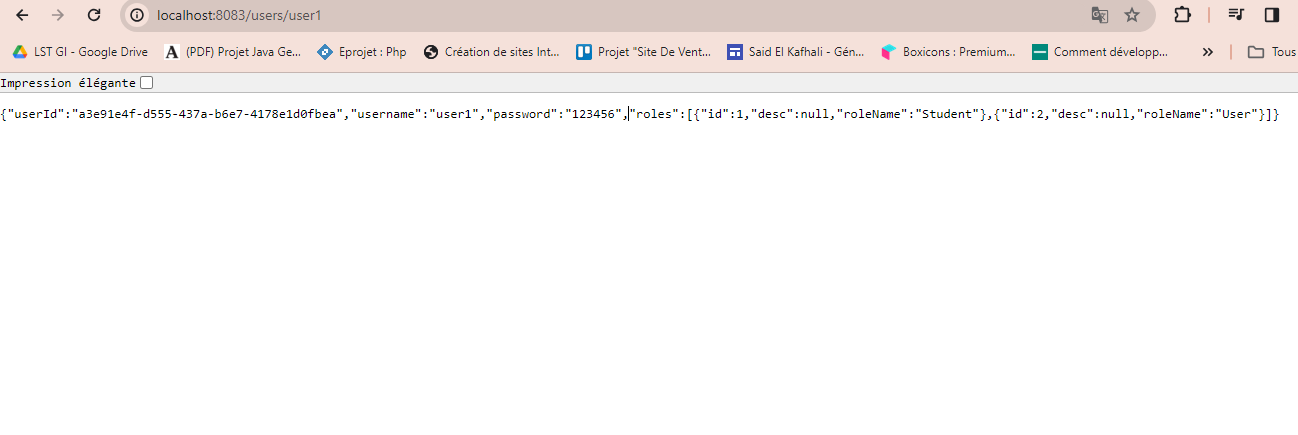 localhost:8083/users/user1
LST GI - Google Drive (PDF) Projet Java Ge... Eprojet : Php Création de sites Int... Projet "Site De Vent... Said El Kafhali - Gén... Boxicons : Premium... Comment développ... » Tous
Impression élégante
{"userId":"a3e91e4f-d555-437a-b6e7-4178e1d0fbea","username":"user1","password":"123456","roles":[{"id":1,"desc":null,"roleName":"Student"},{"id":2,"desc":null,"roleName":"User"}]}